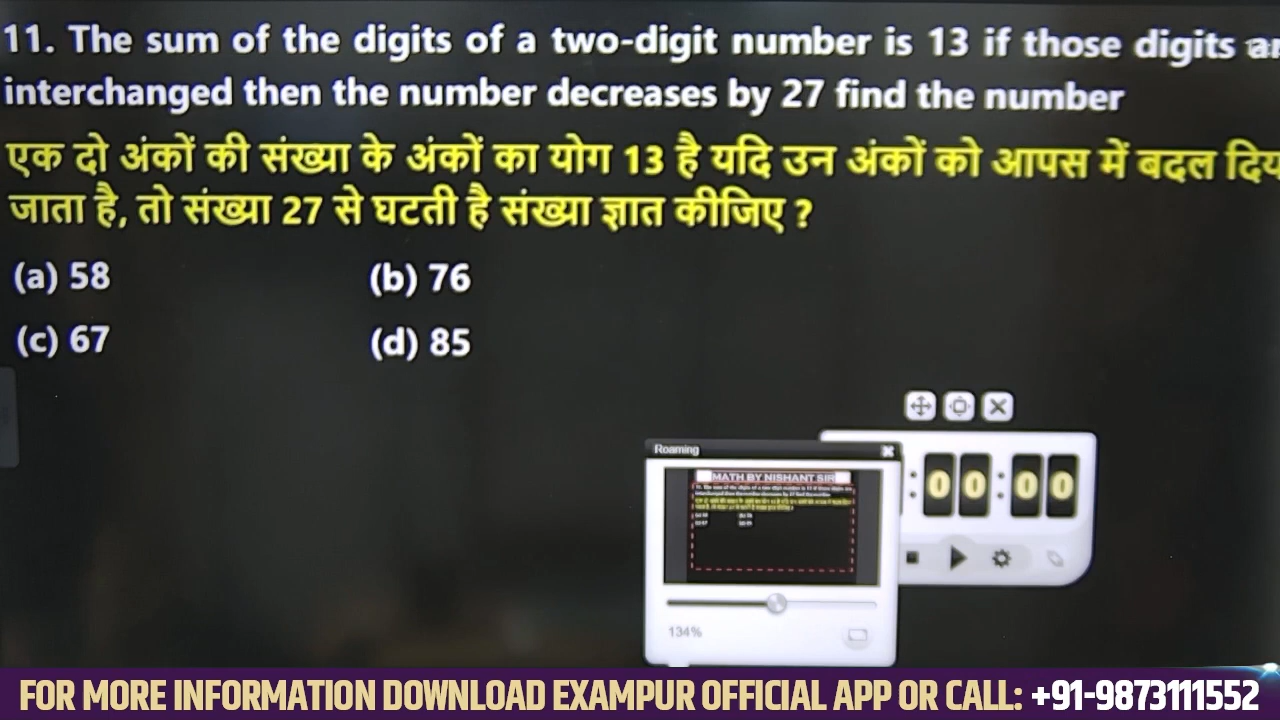 11. The sum of the digits of a two-digit number is 13 if those digits ar
interchanged then the number decreases by 27 find the number
एक दो अंकों की संख्या के अंकों का योग 13 है यदि उन अंकों को आपस में बदल दिय
जाता है, तो संख्या 27 से घटती है संख्या ज्ञात कीजिए ?
(a) 58 (b) 76
(c) 67 (d) 85
Roaming
MATH BY NISHANT SIR
: 00 : 00
134%
FOR MORE INFORMATION DOWNLOAD EXAMPUR OFFICIAL APP OR CALL: +91-9873111552